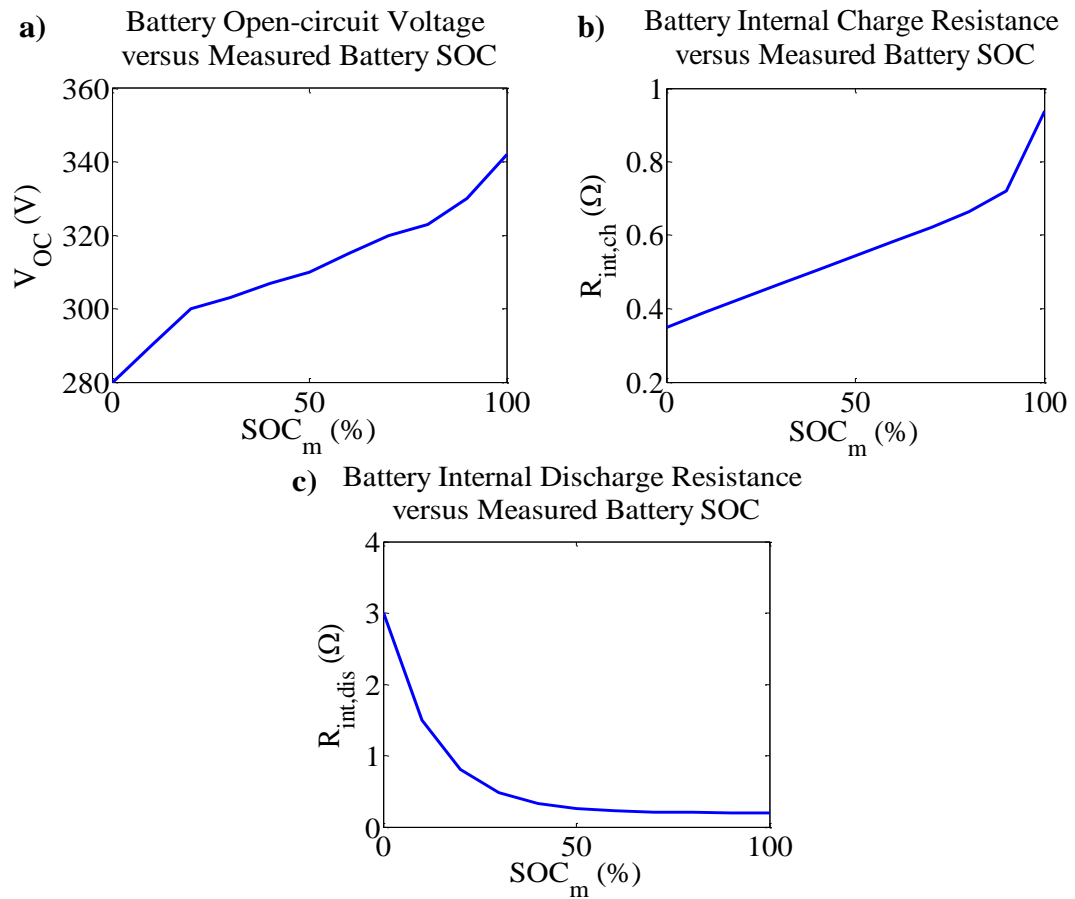 a)
Battery Open-circuit Voltage
versus Measured Battery SOC
360
340
320
300
280
V_OC (V)
0
50
100
SOC_m (%)
b)
Battery Internal Charge Resistance
versus Measured Battery SOC
1
0.8
0.6
0.4
0.2
R_int,ch (Ω)
0
50
100
SOC_m (%)
c)
Battery Internal Discharge Resistance
versus Measured Battery SOC
4
3
2
1
0
R_int,dis (Ω)
0
50
100
SOC_m (%)